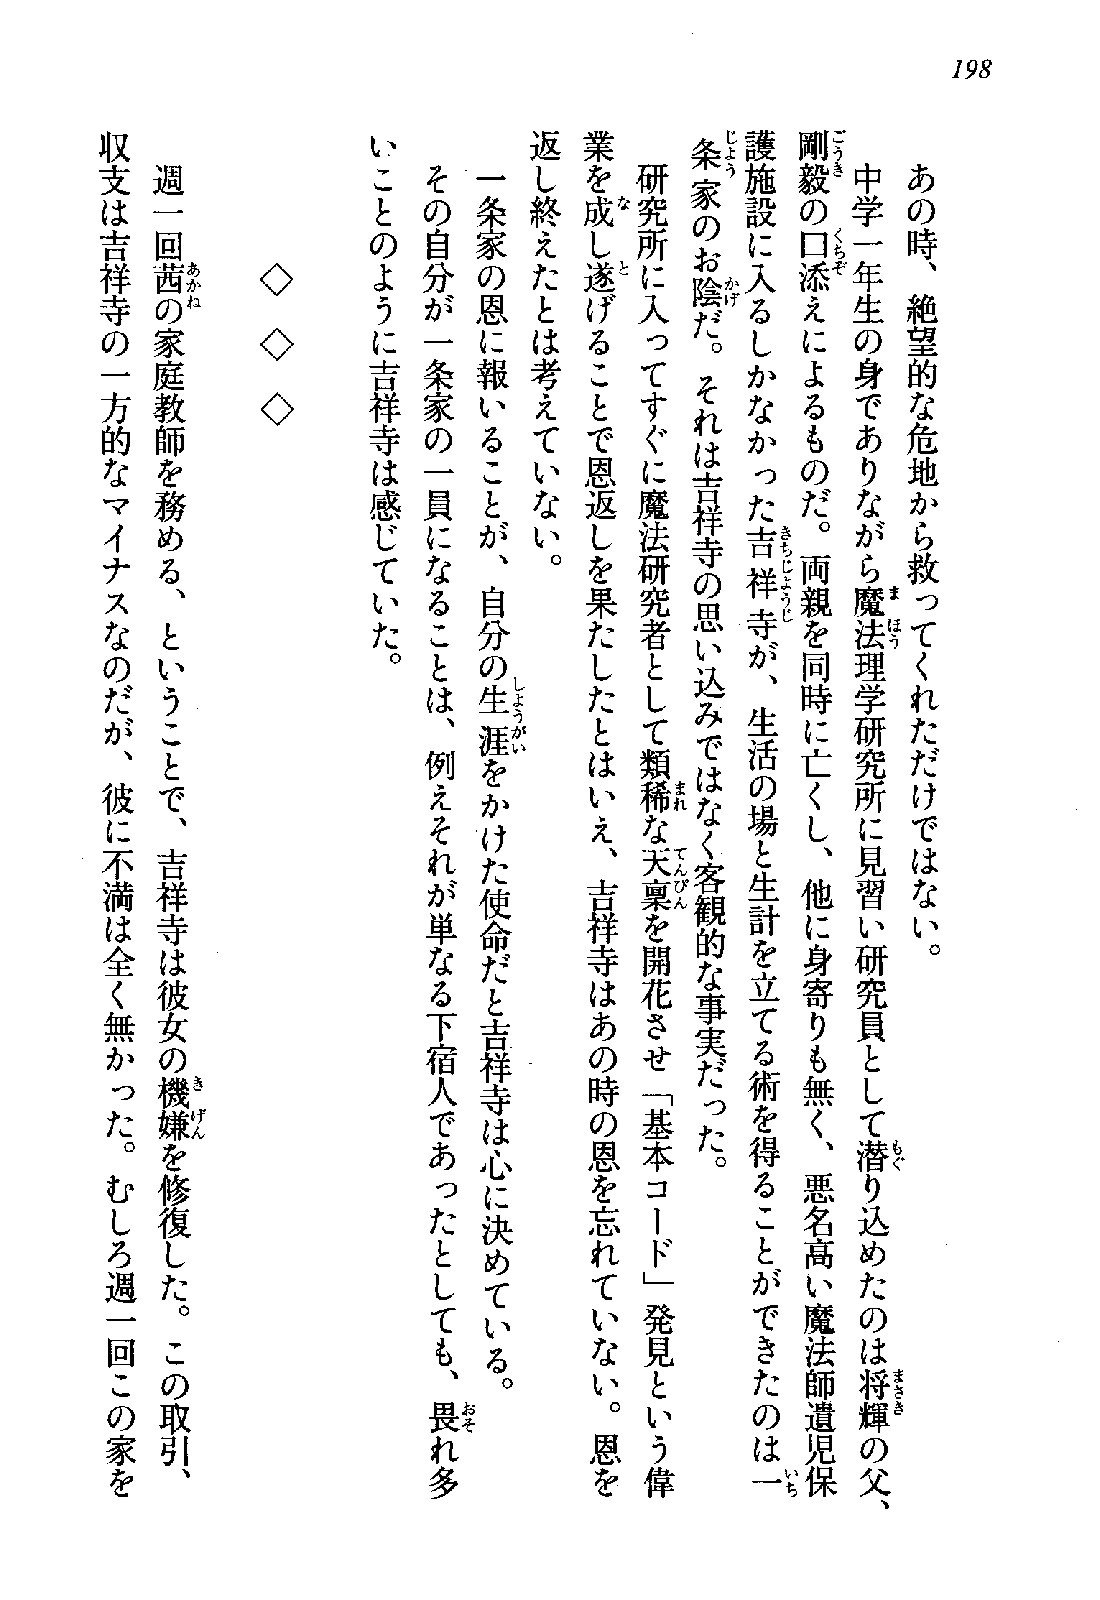 198
あの時、絶望的な危地から救ってくれただけではない。
中学一年生の身でありながら魔法理学研究所に見習い研究員として潜り込めたのは将輝の父、
剛毅の口添えによるものだ。両親を同時に亡くし、他に身寄りも無く、悪名高い魔法師遺児保
護施設に入るしかなかった吉祥寺が、生活の場と生計を立てる術を得ることができたのは一
条家のお陰だ。それは吉祥寺の思い込みではなく客観的な事実だった。
研究所に入ってすぐに魔法研究者として類稀な天稟を開花させ「基本コード」発見という偉
業を成し遂げることで恩返しを果たしたとはいえ、吉祥寺はあの時の恩を忘れていない。恩を
返し終えたとは考えていない。
一条家の恩に報いることが、自分の生涯をかけた使命だと吉祥寺は心に決めている。
その自分が一条家の一員になることは、例えそれが単なる下宿人であったとしても、畏れ多
いことのように吉祥寺は感じていた。
◇ ◇ ◇
週一回茜の家庭教師を務める、ということで、吉祥寺は彼女の機嫌を修復した。この取引、
収支は吉祥寺の一方的なマイナスなのだが、彼に不満は全く無かった。むしろ週一回この家を